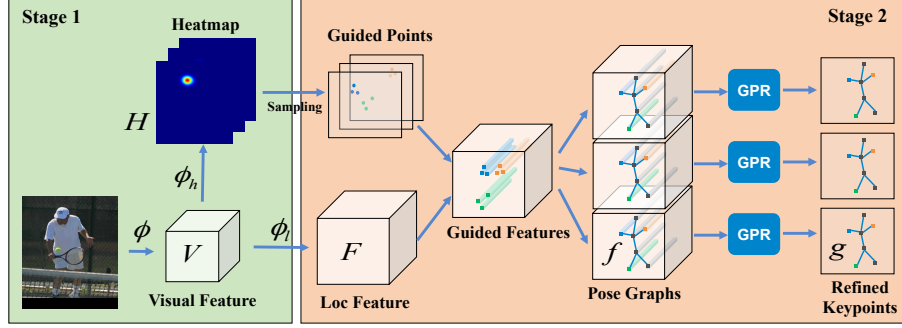 Stage 1
Heatmap
H
ϕh
ϕ
V
Visual Feature
ϕl
Stage 2
Guided Points
Sampling
F
Loc Feature
Guided Features
f
Pose Graphs
GPR
GPR
GPR
g
Refined
Keypoints